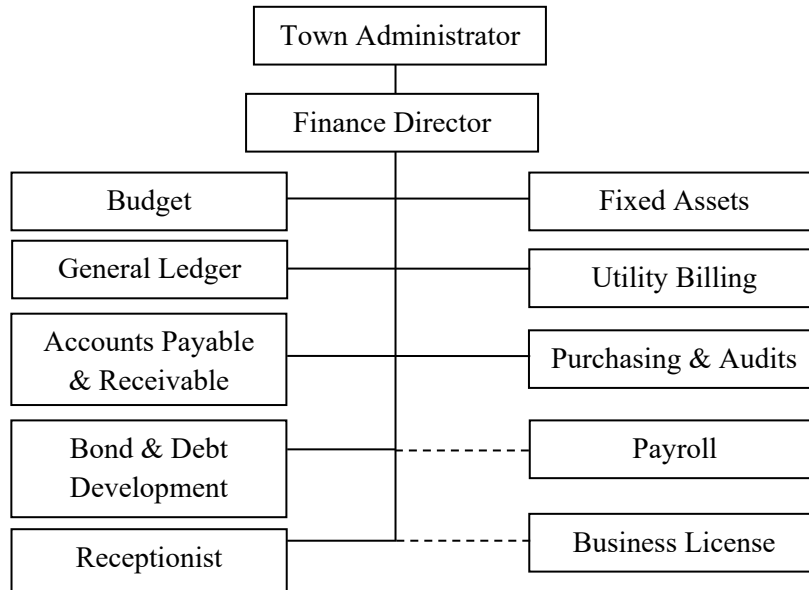 Town Administrator
Finance Director
Budget
Fixed Assets
General Ledger
Utility Billing
Accounts Payable
& Receivable
Purchasing & Audits
Bond & Debt
Development
Payroll
Receptionist
Business License